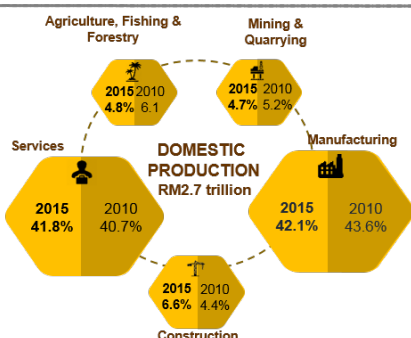 Agriculture, Fishing &
Forestry
2015 2010
4.8% 6.1
Mining &
Quarrying
2015 2010
4.7% 5.2%
Services
2015 2010
41.8% 40.7%
DOMESTIC
PRODUCTION
RM2.7 trillion
Manufacturing
2015 2010
42.1% 43.6%
2015 2010
6.6% 4.4%
Construction